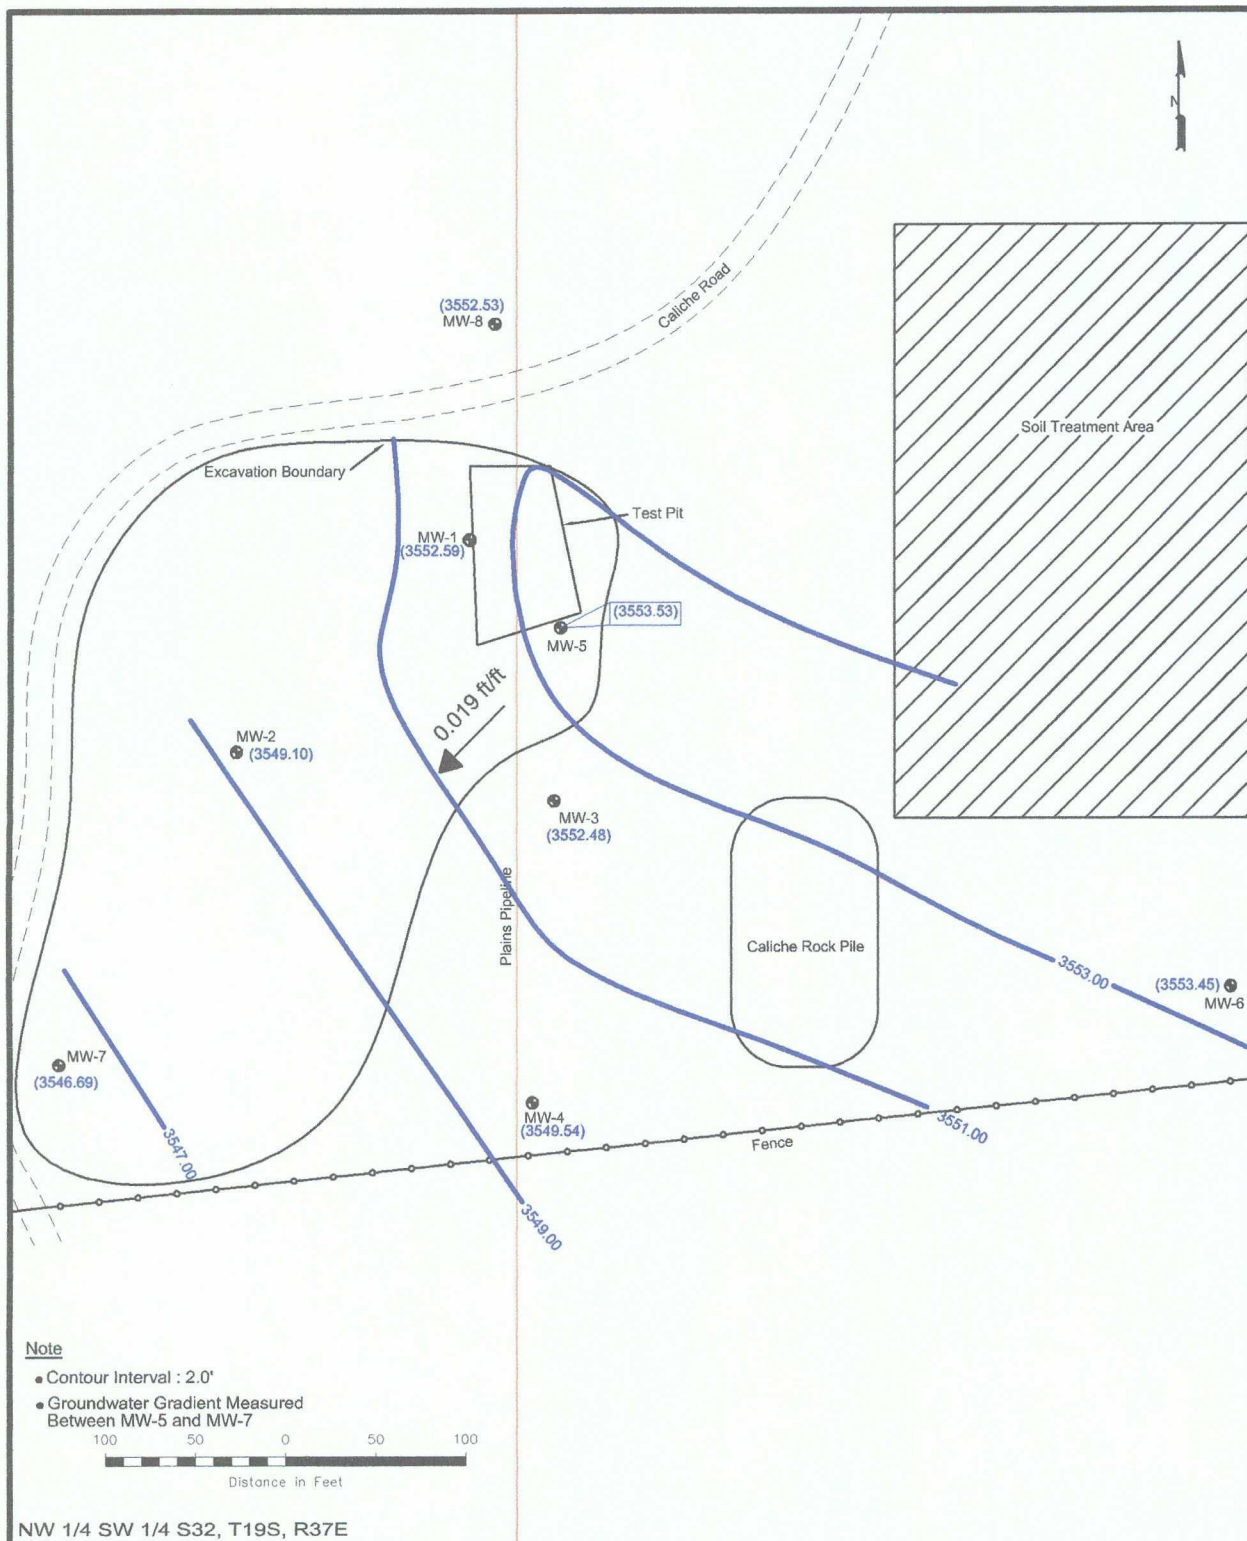 N
Caliche Road
(3552.53)
MW-8
Soil Treatment Area
Excavation Boundary
Test Pit
MW-1
(3552.59)
(3553.53)
MW-5
0.019 ft/ft
MW-2
(3549.10)
MW-3
(3552.48)
Plains Pipeline
Caliche Rock Pile
3553.00
(3553.45)
MW-6
MW-7
(3546.69)
3547.00
MW-4
(3549.54)
3551.00
Fence
3549.00
Note
• Contour Interval : 2.0'
• Groundwater Gradient Measured
Between MW-5 and MW-7
100 50 0 50 100
Distance in Feet
NW 1/4 SW 1/4 S32, T19S, R37E